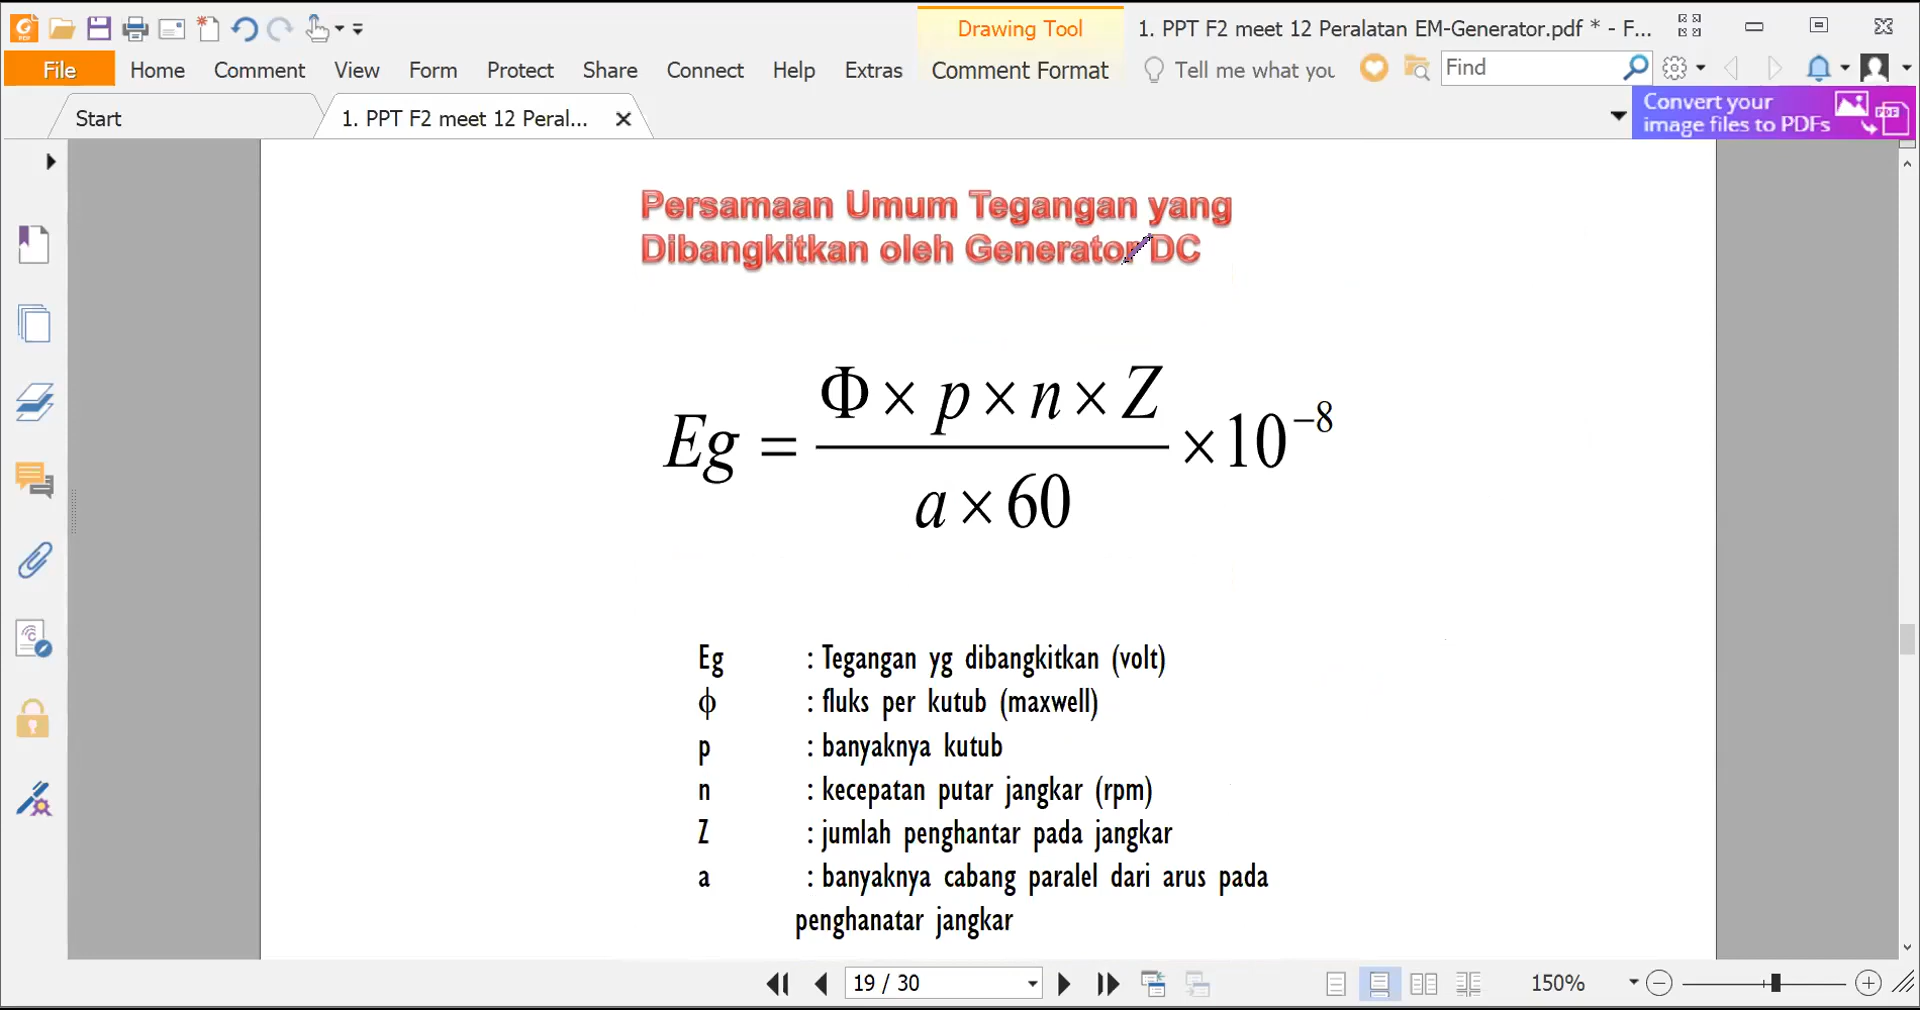 Drawing Tool
1. PPT F2 meet 12 Peralatan EM-Generator.pdf * - F...
File Home Comment View Form Protect Share Connect Help Extras Comment Format Tell me what you Find
Start
1. PPT F2 meet 12 Peral...
Convert your
image files to PDFs
Persamaan Umum Tegangan yang
Dibangkitkan oleh Generator DC
Eg = Φ × p × n × Z / a × 60 × 10⁻⁸
Eg : Tegangan yg dibangkitkan (volt)
ϕ : fluks per kutub (maxwell)
p : banyaknya kutub
n : kecepatan putar jangkar (rpm)
Z : jumlah penghantar pada jangkar
a : banyaknya cabang paralel dari arus pada
penghanatar jangkar
19 / 30
150%